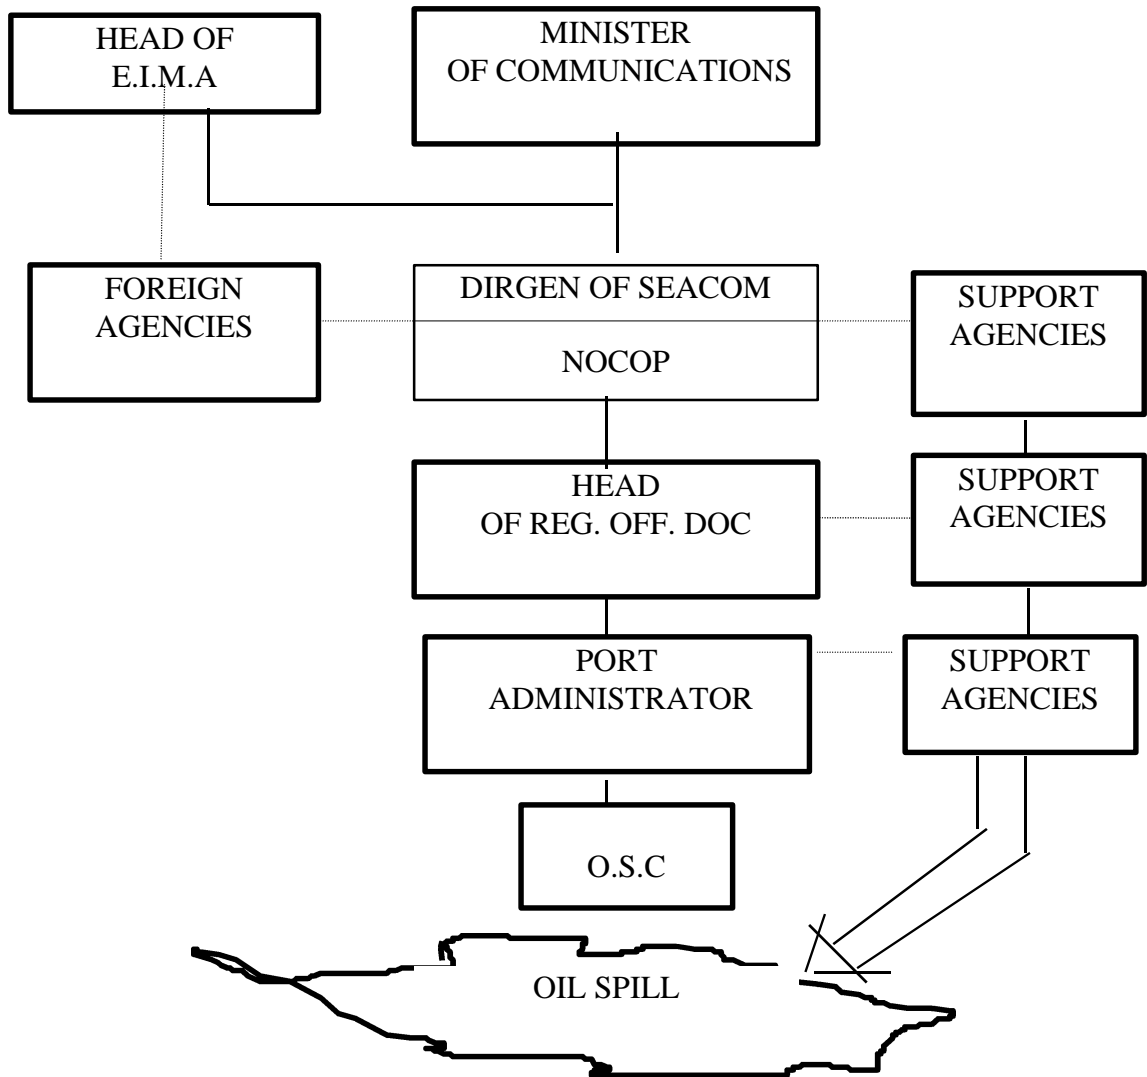 HEAD OF
E.I.M.A
MINISTER
OF COMMUNICATIONS
FOREIGN
AGENCIES
DIRGEN OF SEACOM
NOCOP
SUPPORT
AGENCIES
HEAD
OF REG. OFF. DOC
SUPPORT
AGENCIES
PORT
ADMINISTRATOR
SUPPORT
AGENCIES
O.S.C
OIL SPILL